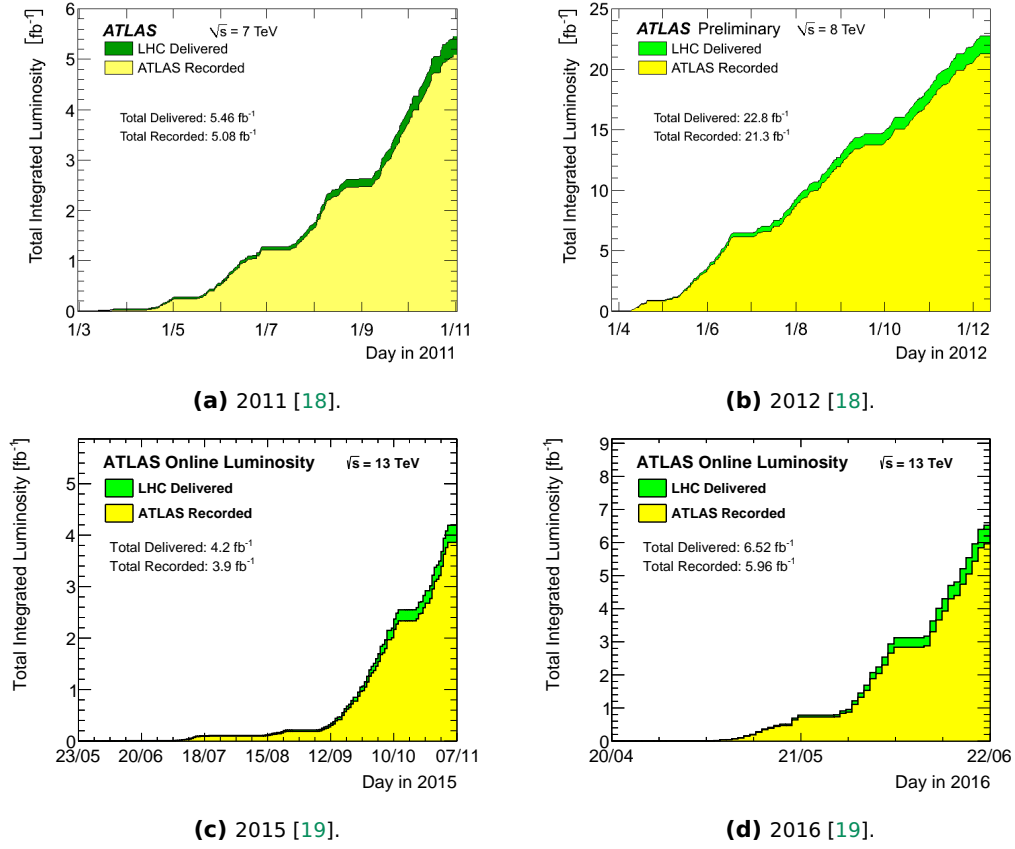 Total Integrated Luminosity [fb⁻¹]
ATLAS √s = 7 TeV
LHC Delivered
ATLAS Recorded
Total Delivered: 5.46 fb⁻¹
Total Recorded: 5.08 fb⁻¹
6
5
4
3
2
1
0
1/3 1/5 1/7 1/9 1/11
Day in 2011
(a) 2011 [18].
Total Integrated Luminosity [fb⁻¹]
ATLAS Preliminary √s = 8 TeV
LHC Delivered
ATLAS Recorded
Total Delivered: 22.8 fb⁻¹
Total Recorded: 21.3 fb⁻¹
25
20
15
10
5
0
1/4 1/6 1/8 1/10 1/12
Day in 2012
(b) 2012 [18].
Total Integrated Luminosity [fb⁻¹]
ATLAS Online Luminosity √s = 13 TeV
LHC Delivered
ATLAS Recorded
Total Delivered: 4.2 fb⁻¹
Total Recorded: 3.9 fb⁻¹
5
4
3
2
1
0
23/05 20/06 18/07 15/08 12/09 10/10 07/11
Day in 2015
(c) 2015 [19].
Total Integrated Luminosity [fb⁻¹]
ATLAS Online Luminosity √s = 13 TeV
LHC Delivered
ATLAS Recorded
Total Delivered: 6.52 fb⁻¹
Total Recorded: 5.96 fb⁻¹
9
8
7
6
5
4
3
2
1
0
20/04 21/05 22/06
Day in 2016
(d) 2016 [19].